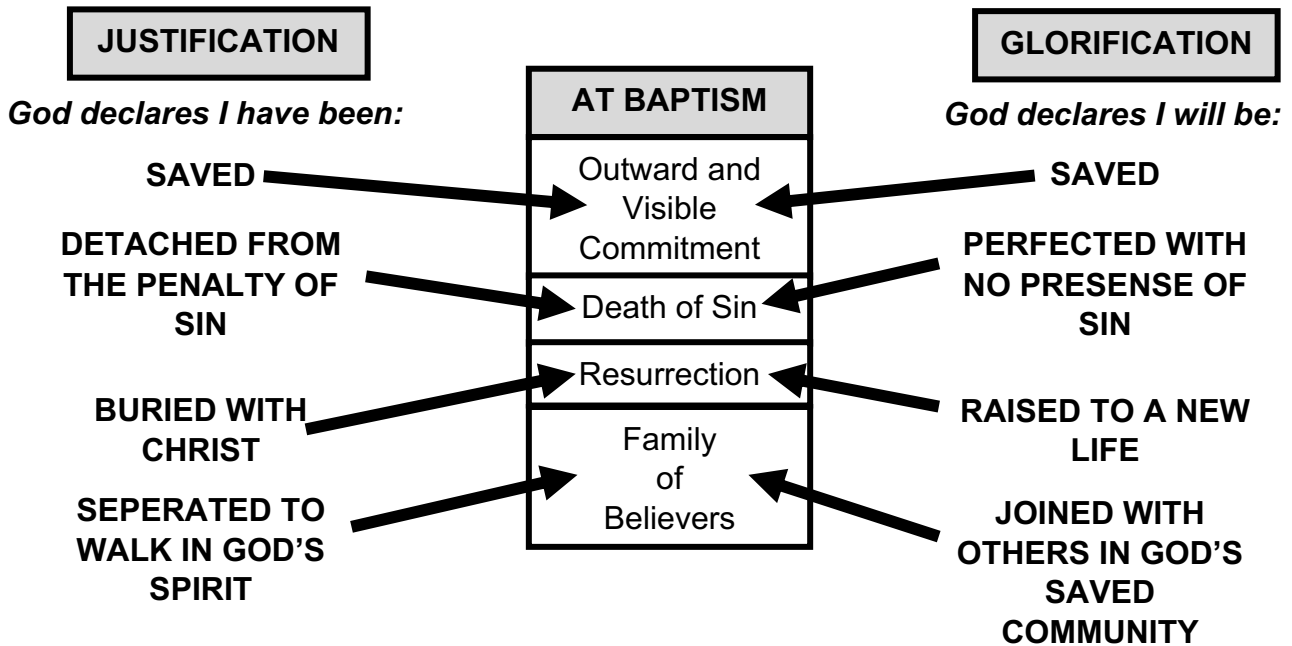 JUSTIFICATION
God declares I have been:
SAVED
DETACHED FROM
THE PENALTY OF
SIN
BURIED WITH
CHRIST
SEPERATED TO
WALK IN GOD’S
SPIRIT
AT BAPTISM
Outward and
Visible
Commitment
Death of Sin
Resurrection
Family
of
Believers
GLORIFICATION
God declares I will be:
SAVED
PERFECTED WITH
NO PRESENSE OF
SIN
RAISED TO A NEW
LIFE
JOINED WITH
OTHERS IN GOD’S
SAVED
COMMUNITY